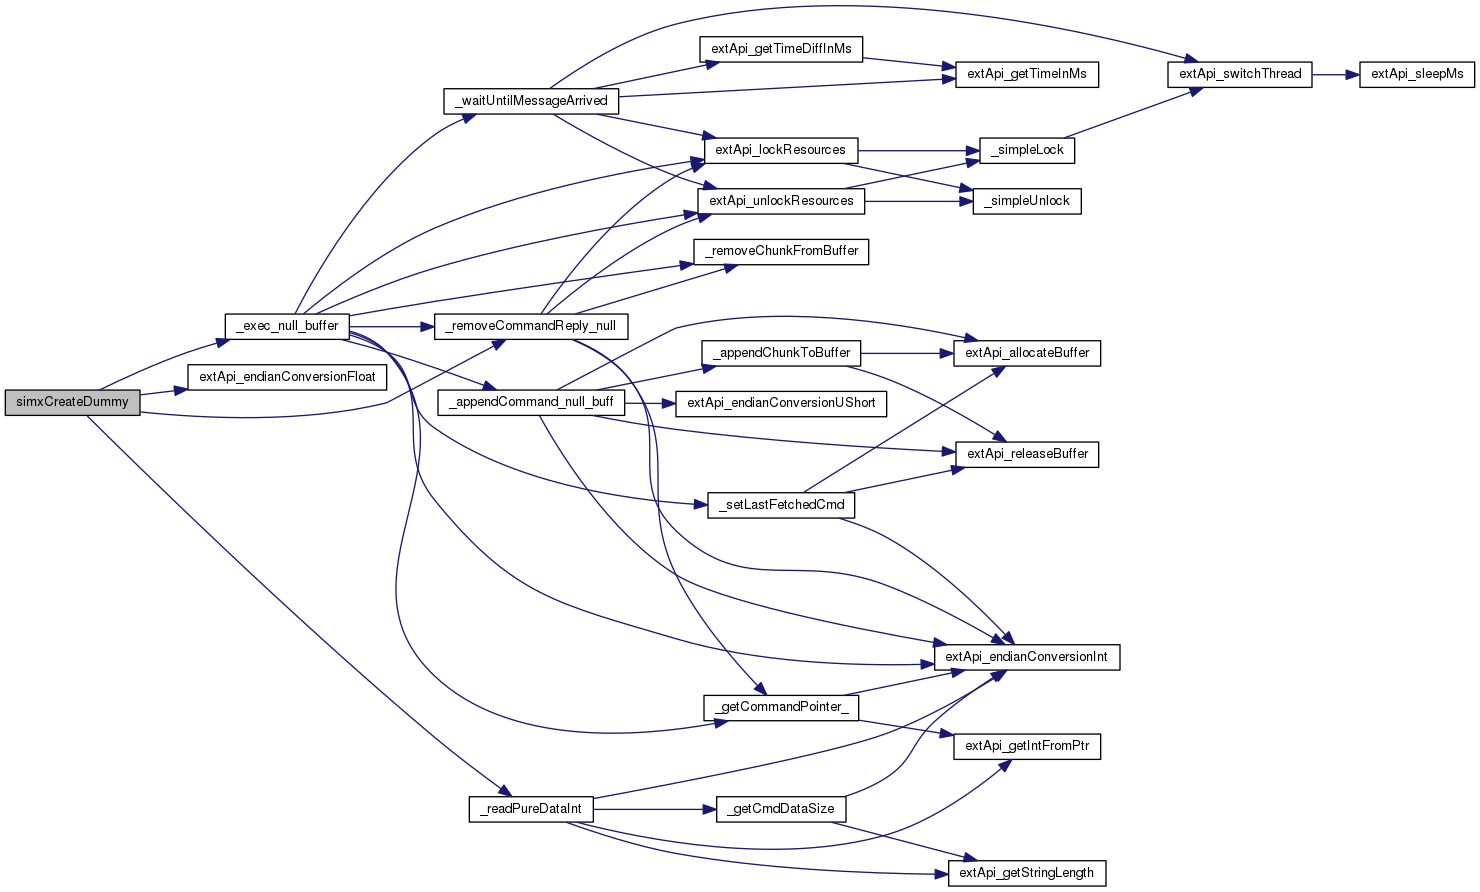 simxCreateDummy
_exec_null_buffer
extApi_endianConversionFloat
_waitUntilMessageArrived
_removeCommandReply_null
_appendCommand_null_buff
_readPureDataInt
extApi_getTimeDiffInMs
extApi_lockResources
extApi_unlockResources
_removeChunkFromBuffer
_appendChunkToBuffer
extApi_endianConversionUShort
_setLastFetchedCmd
_getCommandPointer_
_getCmdDataSize
extApi_getTimeInMs
_simpleLock
_simpleUnlock
extApi_allocateBuffer
extApi_releaseBuffer
extApi_endianConversionInt
extApi_getIntFromPtr
extApi_getStringLength
extApi_switchThread
extApi_sleepMs